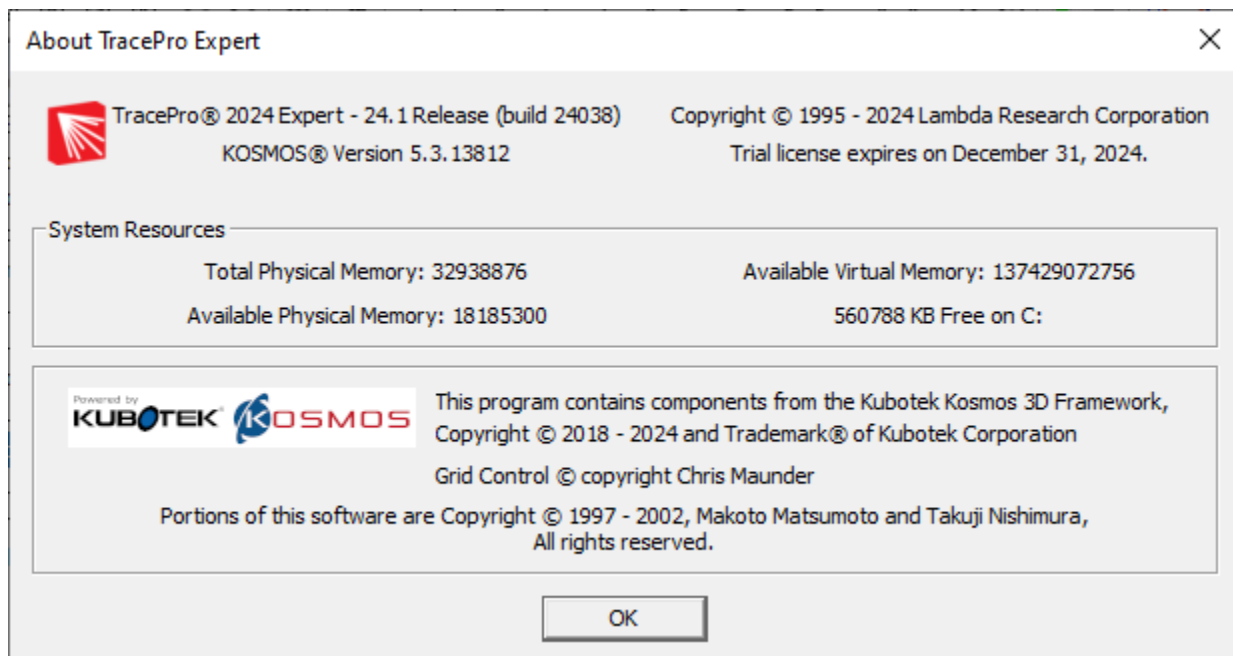 About TracePro Expert
TracePro® 2024 Expert - 24.1 Release (build 24038)
Copyright © 1995 - 2024 Lambda Research Corporation
KOSMOS® Version 5.3.13812
Trial license expires on December 31, 2024.
System Resources
Total Physical Memory: 32938876
Available Virtual Memory: 137429072756
Available Physical Memory: 18185300
560788 KB Free on C:
Powered by
KUBOTEK KOSMOS
This program contains components from the Kubotek Kosmos 3D Framework,
Copyright © 2018 - 2024 and Trademark® of Kubotek Corporation
Grid Control © copyright Chris Maunder
Portions of this software are Copyright © 1997 - 2002, Makoto Matsumoto and Takuji Nishimura,
All rights reserved.
OK